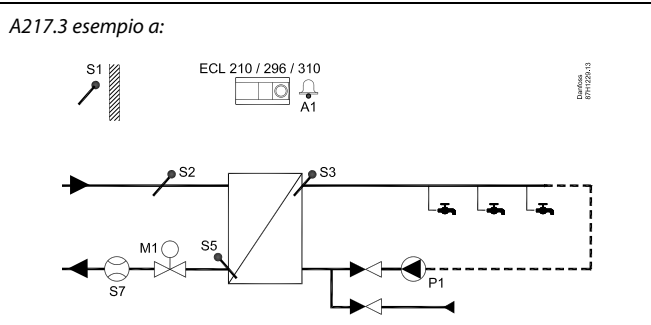 A217.3 esempio a:
S1
ECL 210 / 296 / 310
A1
Danfoss
87H1229.13
S2
S3
M1
S5
S7
P1